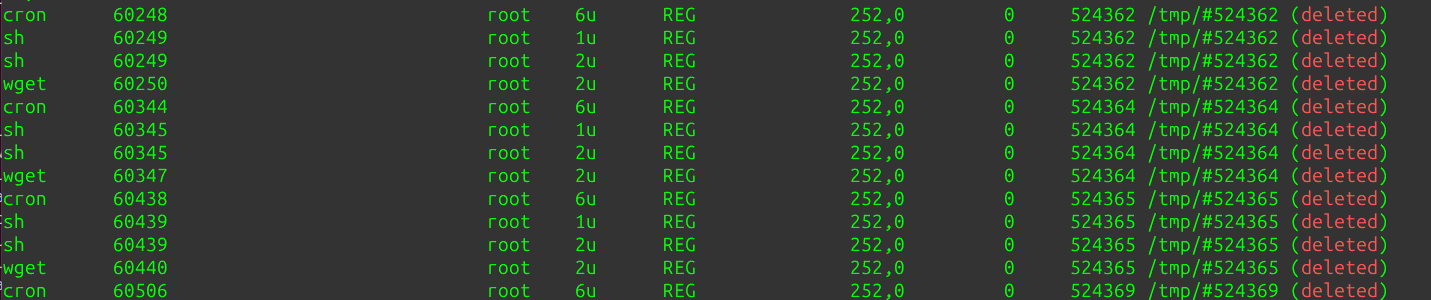 cron 60248 root 6u REG 252,0 0 524362 /tmp/#524362 (deleted)
sh 60249 root 1u REG 252,0 0 524362 /tmp/#524362 (deleted)
sh 60249 root 2u REG 252,0 0 524362 /tmp/#524362 (deleted)
wget 60250 root 2u REG 252,0 0 524362 /tmp/#524362 (deleted)
cron 60344 root 6u REG 252,0 0 524364 /tmp/#524364 (deleted)
sh 60345 root 1u REG 252,0 0 524364 /tmp/#524364 (deleted)
sh 60345 root 2u REG 252,0 0 524364 /tmp/#524364 (deleted)
wget 60347 root 2u REG 252,0 0 524364 /tmp/#524364 (deleted)
cron 60438 root 6u REG 252,0 0 524365 /tmp/#524365 (deleted)
sh 60439 root 1u REG 252,0 0 524365 /tmp/#524365 (deleted)
sh 60439 root 2u REG 252,0 0 524365 /tmp/#524365 (deleted)
wget 60440 root 2u REG 252,0 0 524365 /tmp/#524365 (deleted)
cron 60506 root 6u REG 252,0 0 524369 /tmp/#524369 (deleted)